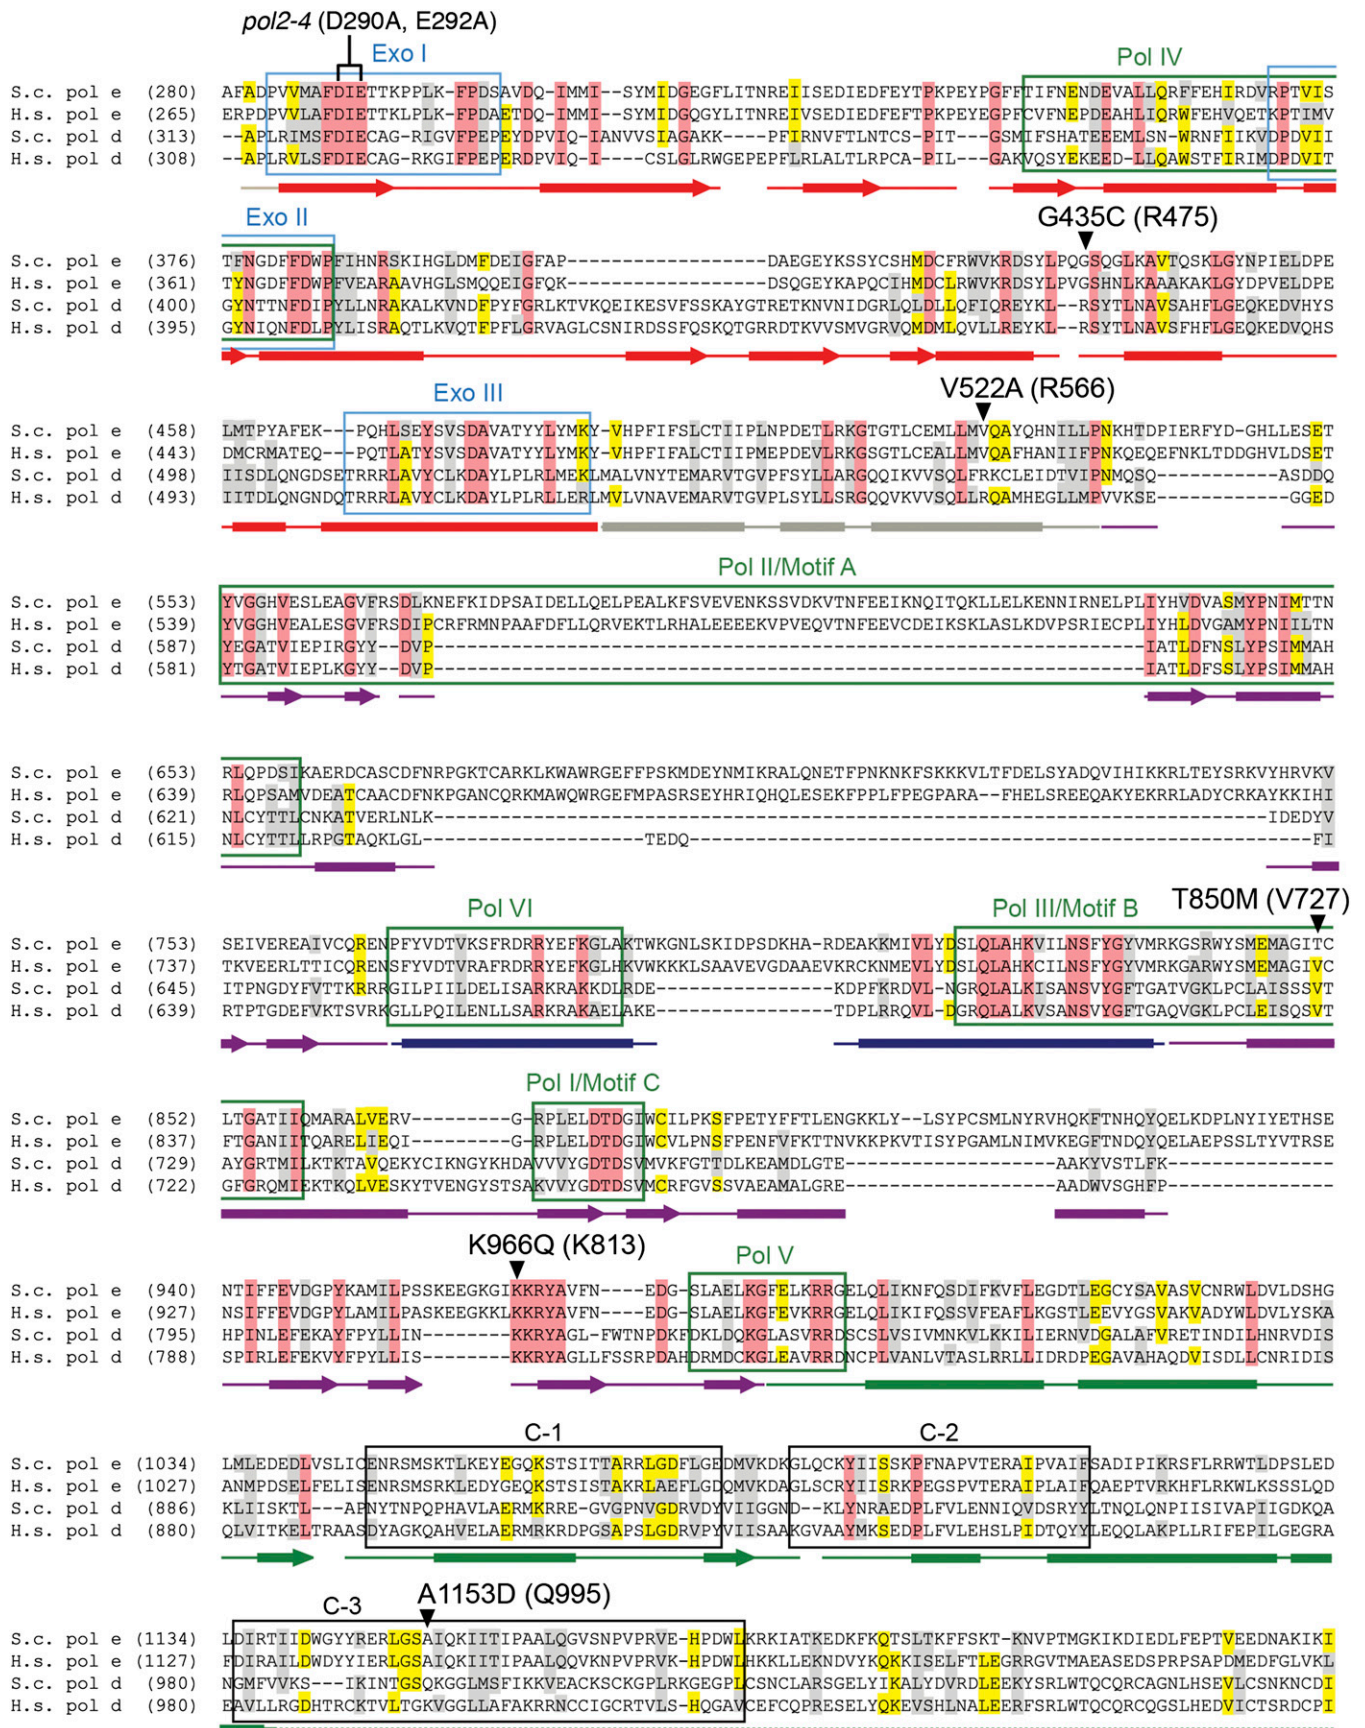 pol2-4 (D290A, E292A)
Exo I
Pol IV
S.c. pol e (280) AFADPVVMAFDIETTKPPLK-FPDSAVDQ-IMMI--SYMIDGEGFLITNREIISEDIEDFEYTPKPEYPGFFTIFNENDEVALLQRFFEHIRDVRPTVIS
H.s. pol e (265) ERPDPVVLAFDIETTKLPLK-FPDAETDQ-IMMI--SYMIDGQGYLITNREIVSEDIEDFEFTPKPEYEGPFCVFNEPDEAHLIQRWFEHVQETKPTIMV
S.c. pol d (313) --APLRIMSFDIECAG-RIGVFPEPEYDPVIQ-IANVVSIAGAKK----PF-IRNVFTLNTCS-PIT--GSMIFSHATEEEMLSN-WRNFIIKVDPDVII
H.s. pol d (308) --APLRVLSFDIECAG-RKGIFPEPERDPVIQ-I----CSLGLRWGEPEPFLRLALTLRPCA-PIL--GAKVQSYEKEED-LLQAWSTFIRIMDPDVIT
Exo II
G435C (R475)
S.c. pol e (376) TFNGDFFDWPFIHNRSKIHGLDMFDEIGFAP-----------------DAEGEYKSSYCSHMDCFRWVKRDSYLPQGSQGLKAVTQSKLGYNPIELDPE
H.s. pol e (361) TYNGDFFDWPFVEARAAVHGLSMQQEIGFQK-----------------DSQGEYKAPQCIHMDCLRWVKRDSYLPVGSHNLKAAAKAKLGYDPVELDPE
S.c. pol d (400) GYNTTNFDIPYLLNRAKALKVNDFPYFGRLKTVKQEIKESVFSSKAYGTRETKNVNIDGRLQLDLLQFIQREYKL--RSYTLNAVSAHFLGEQKEDVHYS
H.s. pol d (395) GYNIQNFDLPYLISRAQTLKVQTFPFLGRVAGLCSNIRDSSFQSKQTGRRDTKVVSMVGRVQMDMLQVLLREYKL--RSYTLNAVSFHFLGEQKEDVQHS
Exo III
V522A (R566)
S.c. pol e (458) LMTPYAFEK---PQHLSEYSVSDAVATYYLYMKY-VHPFIFSLCTIIPLNPDETLRKGTGTLCEMLLMVQAYQHNILLPNKHTDPIERFYD-GHLLESET
H.s. pol e (443) DMCRMATEQ---PQTLATYSVSDAVATYYLYMKY-VHPFIFALCTIIPMEPDEVLRKGSGTLCEALLMVQAFHANIIFPNKQEQEFNKLTDDGHVLDSET
S.c. pol d (498) IISDLQNGDSETRRRLAVYCLKDAYLPLRLMEKLMALVNYTEMARVTGVPFSYLLARGQQIKVVSQLFRKCLEIDTVIPNMQSQ--------ASDDQ
H.s. pol d (493) IITDLQNGNDQTRRRLAVYCLKDAYLPLRLLERLMVLVNAVEMARVTGVPLSYLLSRGQQVKVVSQLLRQAMHEGLLMPVVKSE--------GGED
Pol II/Motif A
S.c. pol e (553) YVGGHVESLEAGVFRSDLKNEFKIDPSAIDELLQELPEALKFSVEVENKSSVDKVTNFEEIKNQITQKLLELKENNIRNELPLIYHVDVASMYPNIMTTN
H.s. pol e (539) YVGGHVEALESGVFRSDIPCRFRMNPAAFDFLLQRVEKTLRHALEEEEKVPVEQVTNFEEVCDEIKSKLASLKDVPSRIECPLIYHLDVGAMYPNIILTN
S.c. pol d (587) YEGATVIEPIRGYY--DVP----------------------------------------------------------------IATLDFNSLYPSIMMAH
H.s. pol d (581) YTGATVIEPLKGYY--DVP----------------------------------------------------------------IATLDFSSLYPSIMMAH
S.c. pol e (653) RLQPDSIKAERDCASCDFNRPGKTCARKLKWAWRGEFFPSKMDEYNMIKRALQNETFPNKNKFSKKKVLTFDELSYADQVIHIKKRLTEYSRKVYHRVKV
H.s. pol e (639) RLQPSAMVDEATCAACDFNKPGANCQRKMAWQWRGEFMPASRSEYHRIQHQLESEKFPPLFPEGPARA--FHELSREEQAKYEKRRLADYCRKAYKKIHI
S.c. pol d (621) NLCYTTLCNKATVERLNLK---------------------------------------------------------------------------IDEDYV
H.s. pol d (615) NLCYTTLLRPGTAQKLGL--------------------TEDQ--------------------------------------------------------FI
Pol VI
Pol III/Motif B
T850M (V727)
S.c. pol e (753) SEIVEREAIVCQRENPFYVDTVKSFRDRRYEFKGLAKTWKGNLSKIDPSDKHA-RDEAKKMIVLYDSLQLAHKVILNSFYGYVMRKGSRWYSMEMAGITC
H.s. pol e (737) TKVEERLTTICQRENSFYVDTVRAFRDRRYEFKGLHKVWKKKLSAAVEVGDAAEVKRCKNMEVLYDSLQLAHKCILNSFYGYVMRKGARWYSMEMAGIVC
S.c. pol d (645) ITPNGDYFVTTKRRRGILPIILDELISARKRAKKDLRDE----------------KDPFKRDVL-NGRQLALKISANSVYGFTGATVGKLPCLAISSSVT
H.s. pol d (639) RTPTGDEFVKTSVRKGLLPQILENLLSARKRAKAELAKE----------------TDPLRRQVL-DGRQLALKVSANSVYGFTGAQVGKLPCLEISQSVT
Pol I/Motif C
S.c. pol e (852) LTGATIIQMARALVERV----------G-RPLELDTDGIWCILPKSFPETYFFTLENGKKLY--LSYPCSMLNYRVHQKFTNHQYQELKDPLNYIYETHSE
H.s. pol e (837) FTGANIITQARELIEQI----------G-RPLELDTDGIWCVLPNSFPENFVFKTTNVKKPKVTISYPGAMLNIMVKEGFTNDQYQELAEPSSLTYVTRSE
S.c. pol d (729) AYGRTMILKTKTAVQEKYCIKNGYKHDAVVVYGDTDSVMVKFGTTDLKEAMDLGTE-------------------AAKYVSTLFK---------------
H.s. pol d (722) GFGRQMIEKTKQLVESKYTVENGYSTSAKVVYGDTDSVMCRFGVSSVAEAMALGRE-------------------AADWVSGHFP---------------
K966Q (K813)
Pol V
S.c. pol e (940) NTIFFEVDGPYKAMILPSSKEEGKGIKKRYAVFN----EDG-SLAELKGFELKRRGELQLIKNFQSDIFKVFLEGDTLEGCYSAVASVCNRWLDVLDSHG
H.s. pol e (927) NSIFFEVDGPYLAMILPASKEEGKKLKKRYAVFN----EDG-SLAELKGFEVKRRGELQLIKIFQSSVFEAFLKGSTLEEVYGSVAKVADYWLDVLYSKA
S.c. pol d (795) HPINLEFEKAYFPYLLIN--------KKRYAGL-FWTNPDKFDKLDQKGLASVRRDSCSLVSIVMNKVLKKILIERNVDGALAFVRETINDILHNRVDIS
H.s. pol d (788) SPIRLEFEKVYFPYLLIS--------KKRYAGLLFSSRPDAHDRMDCKGLEAVRRDNCPLVANLVTASLRRLLIDRDPEGAVAHAQDVISDLLCNRIDIS
C-1
C-2
S.c. pol e (1034) LMLEDEDLVSLICENRSMSKTLKEYEGQKSTSITTARRLGDFLGEDMVKDKGLQCKYIISSKPFNAPVTERAIPVAIFSADIPIKRSFLRRWTLDPSLED
H.s. pol e (1027) ANMPDSELFELISENRSMSRKLEDYGEQKSTSISTAKRLAEFLGDQMVKDAGLSCRYIISRKPEGSPVTERAIPLAIFQAEPTVRKHFLRKWLKSSSLQD
S.c. pol d (886) KLIISKTL---APNYTNPQPHAVLAERMKRRE-GVGPNVGDRVDYVIIGGND-KLYNRAEDPLFVLENNIQVDSRYYLTNQLQNPIISIVAPIIGDKQA
H.s. pol d (880) QLVITKELTRAASDYAGKQAHVELAERMRKRDPGSAPSLGDRVPYVIISAAKGVAAYMKSEDPLFVLEHSLPIDTQYYLEQQLAKPLLRIFEPILGEGRA
C-3
A1153D (Q995)
S.c. pol e (1134) LDIRTIIDWGYYRERLGSAIQKIITIPAALQGVSNPVPRVE-HPDWLKRKIATKEDKFKQTSLTKFFSKT-KNVPTMGKIKDIEDLFEPTVEEDNAKIKI
H.s. pol e (1127) FDIRAILDWDYYIERLGSAIQKIITIPAALQQVKNPVPRVK-HPDWLHKKLLEKNDVYKQKKISELFTLEGRRGVTMAEASEDSPRPSAPDMEDFGLVKL
S.c. pol d (980) NGMFVVKS---IKINTGSQKGGLMSFIKKVEACKSCKGPLRKGEGPLCSNCLARSGELYIKALYDVRDLEEKYSRLWTQCQRCAGNLHSEVLCSNKNCDI
H.s. pol d (980) EAVLLRGDHTRCKTVLTGKVGGLLAFAKRRNCCIGCRTVLS-HQGAVCEFCQPRESELYQKEVSHLNALEERFSRLWTQCQRCQGSLHEDVICTSRDCPI